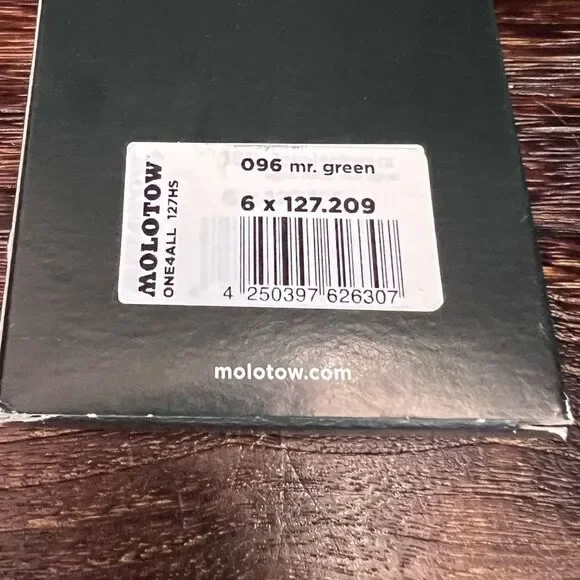 MOLOTOW
ONE4ALL 127HS
096 mr. green
6 x 127.209
4 250397 626307
molotow.com